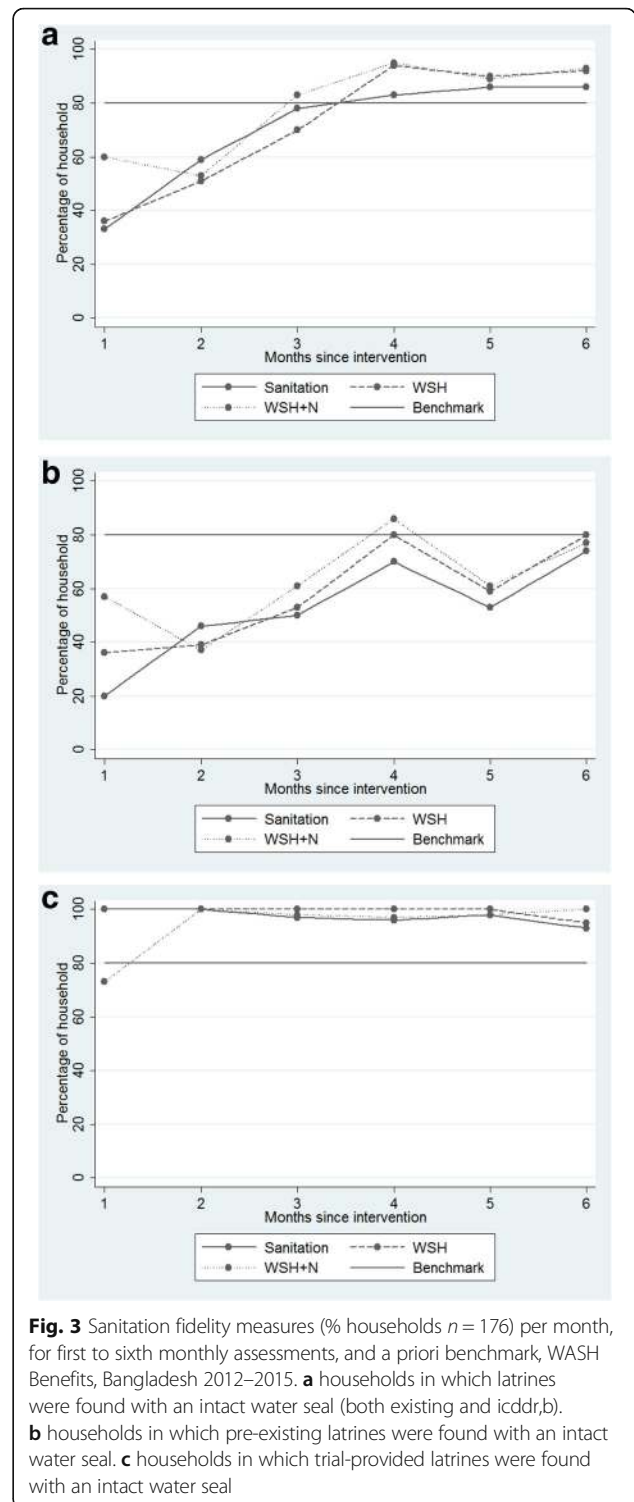 a
100
80
60
40
20
0
Percentage of household
1 2 3 4 5 6
Months since intervention
Sanitation WSH
WSH+N Benchmark
b
100
80
60
40
20
0
Percentage of household
1 2 3 4 5 6
Months since intervention
Sanitation WSH
WSH+N Benchmark
c
100
80
60
40
20
0
Percentage of household
1 2 3 4 5 6
Months since intervention
Sanitation WSH
WSH+N Benchmark
Fig. 3 Sanitation fidelity measures (% households n = 176) per month,
for first to sixth monthly assessments, and a priori benchmark, WASH
Benefits, Bangladesh 2012–2015. a households in which latrines
were found with an intact water seal (both existing and icddr,b).
b households in which pre-existing latrines were found with an intact
water seal. c households in which trial-provided latrines were found
with an intact water seal